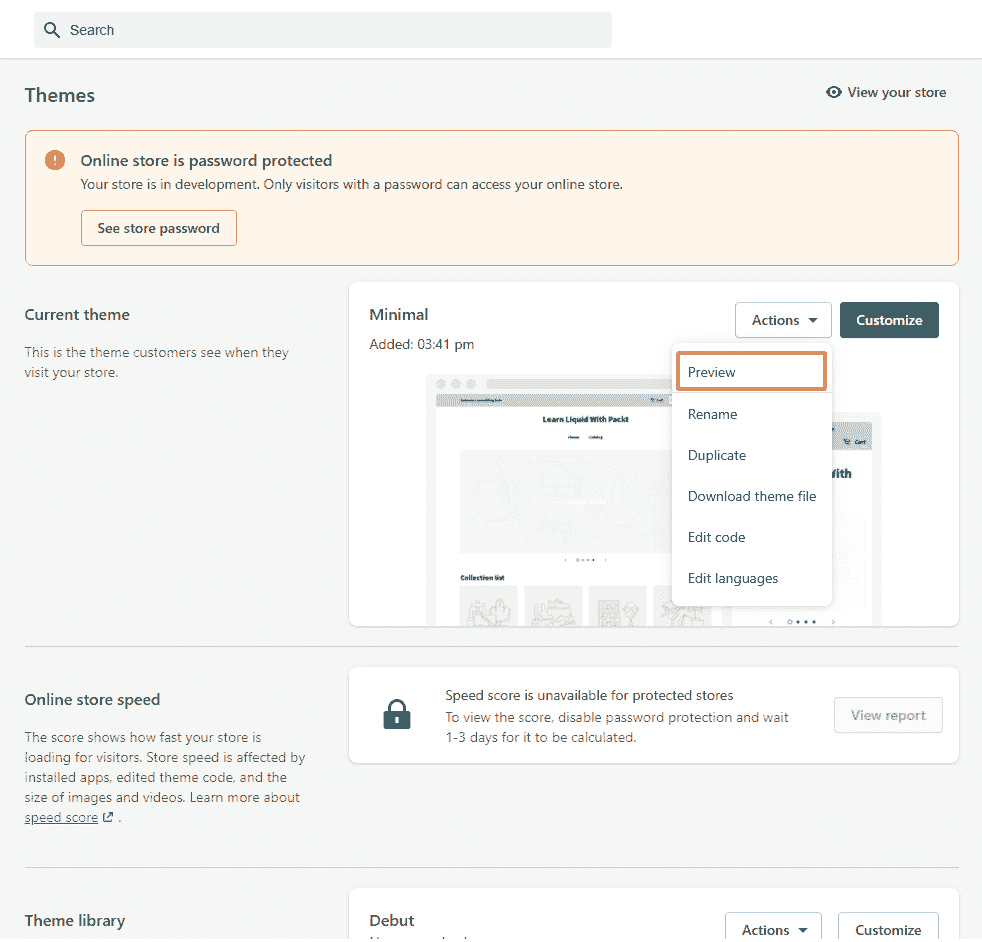 Search
Themes
View your store
Online store is password protected
Your store is in development. Only visitors with a password can access your online store.
See store password
Current theme
This is the theme customers see when they
visit your store.
Minimal
Added: 03:41 pm
Actions
Customize
Preview
Rename
Duplicate
Download theme file
Edit code
Edit languages
Learn Liquid With Packt
Home Catalog
Collection list
Cart
With
Online store speed
The score shows how fast your store is
loading for visitors. Store speed is affected by
installed apps, edited theme code, and the
size of images and videos. Learn more about
speed score .
Speed score is unavailable for protected stores
To view the score, disable password protection and wait
1-3 days for it to be calculated.
View report
Theme library
Debut
Actions
Customize